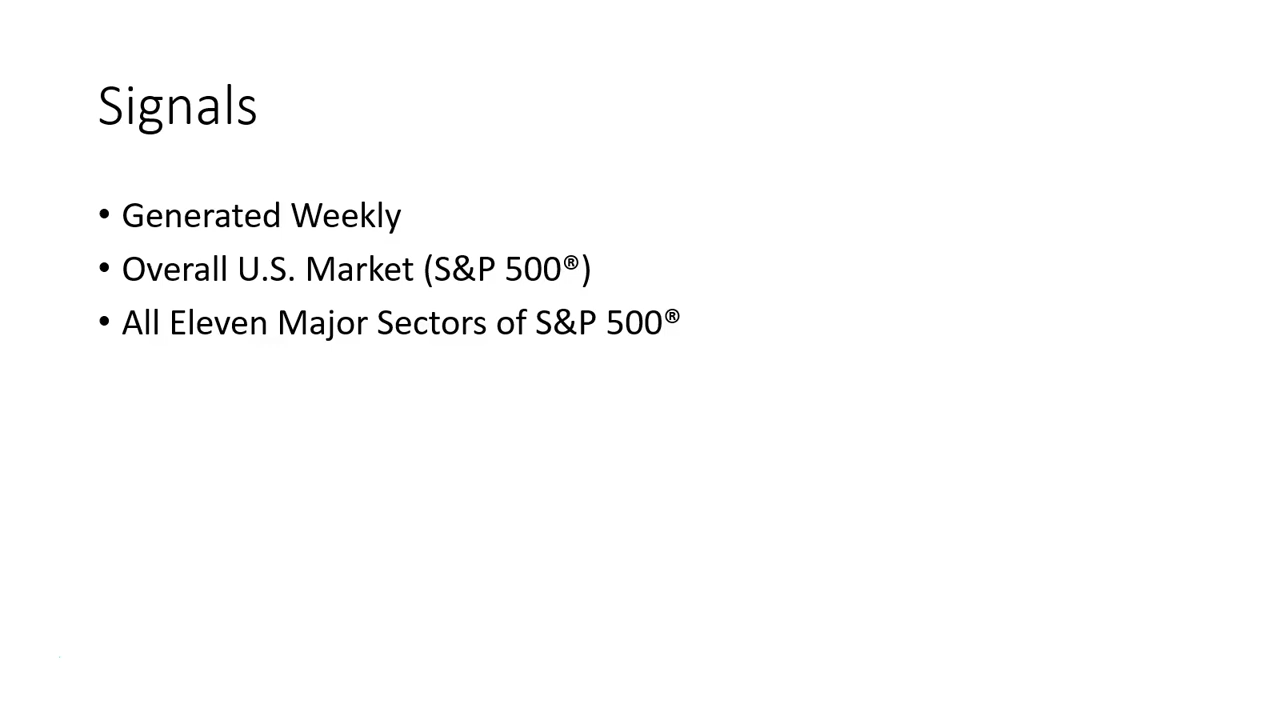 Signals
• Generated Weekly
• Overall U.S. Market (S&P 500®)
• All Eleven Major Sectors of S&P 500®